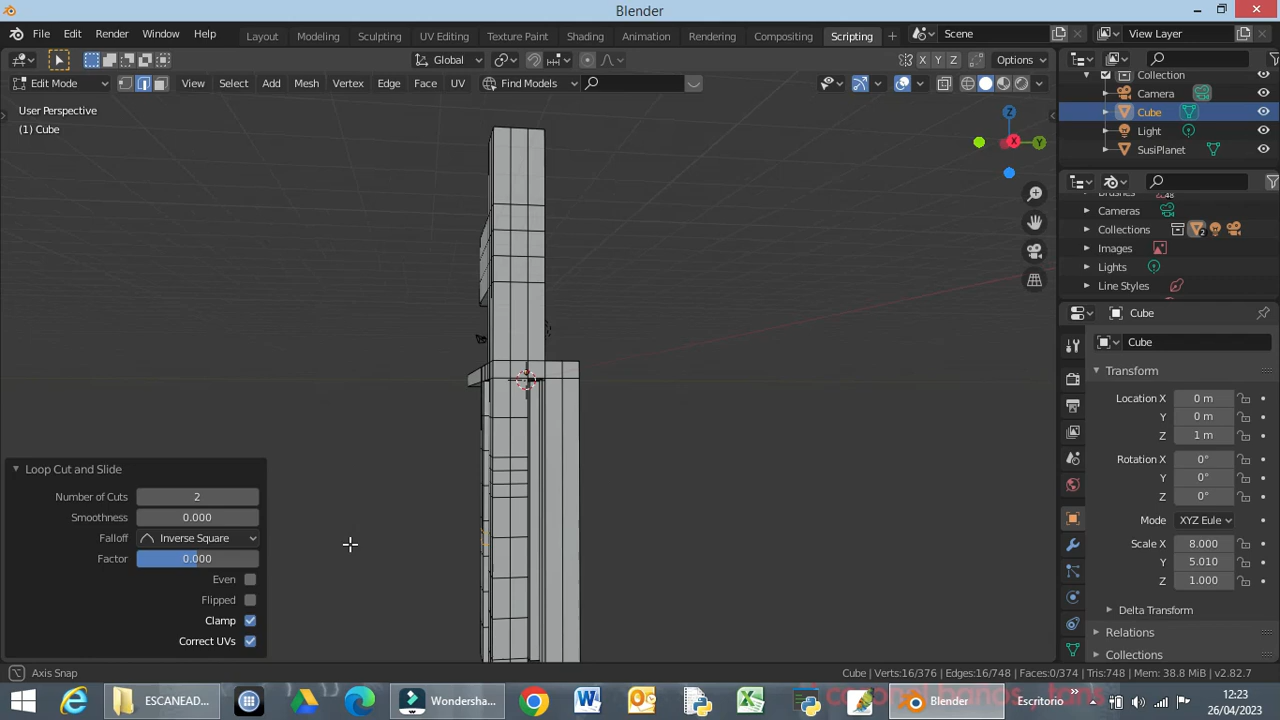 Blender
File Edit Render Window Help Layout Modeling Sculpting UV Editing Texture Paint Shading Animation Rendering Compositing Scripting + Scene View Layer
Global X Y Z Options
Edit Mode View Select Add Mesh Vertex Edge Face UV Find Models
User Perspective
(1) Cube
Z
X
Y
Collection
Camera
Cube
Light
SusiPlanet
Cameras
Collections
2
Images
Lights
Line Styles
Cube
Cube
Transform
Location X 0 m
Y 0 m
Z 1 m
Rotation X 0°
Y 0°
Z 0°
Mode XYZ Eule
Scale X 8.000
Y 5.010
Z 1.000
Delta Transform
Relations
Collections
Loop Cut and Slide
Number of Cuts 2
Smoothness 0.000
Falloff Inverse Square
Factor 0.000
Even
Flipped
Clamp
Correct UVs
Axis Snap
Cube | Verts:16/376 | Edges:16/748 | Faces:0/374 | Tris:748 | Mem: 38.8 MiB | v2.82.7
ESCANEAD...
Wondersha...
Blender
Escritorio
12:23
26/04/2023